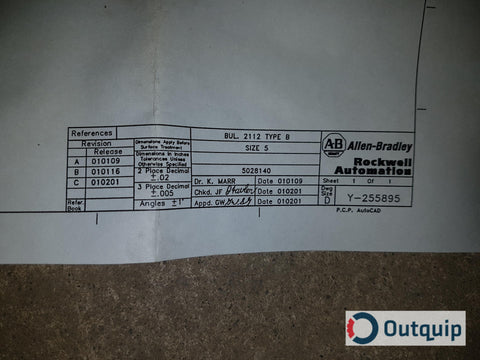 References
Revision
Release
A 010109
B 010116
C 010201
Refer. Book
Dimensions Apply Before
Surface Treatment
Dimensions in Inches
Tolerances Unless
Otherwise Specified
2 Place Decimal
±.02
3 Place Decimal
±.005
Angles ±1°
BUL. 2112 TYPE B
SIZE 5
5028140
Dr. K. MARR Date 010109
Chkd. JF Date 010201
Appd. GW Date 010201
A-B Allen-Bradley
Rockwell
Automation
Sheet 1 Of 1
Dwg. Size D Y-255895
P.C.P. AutoCAD
Outquip